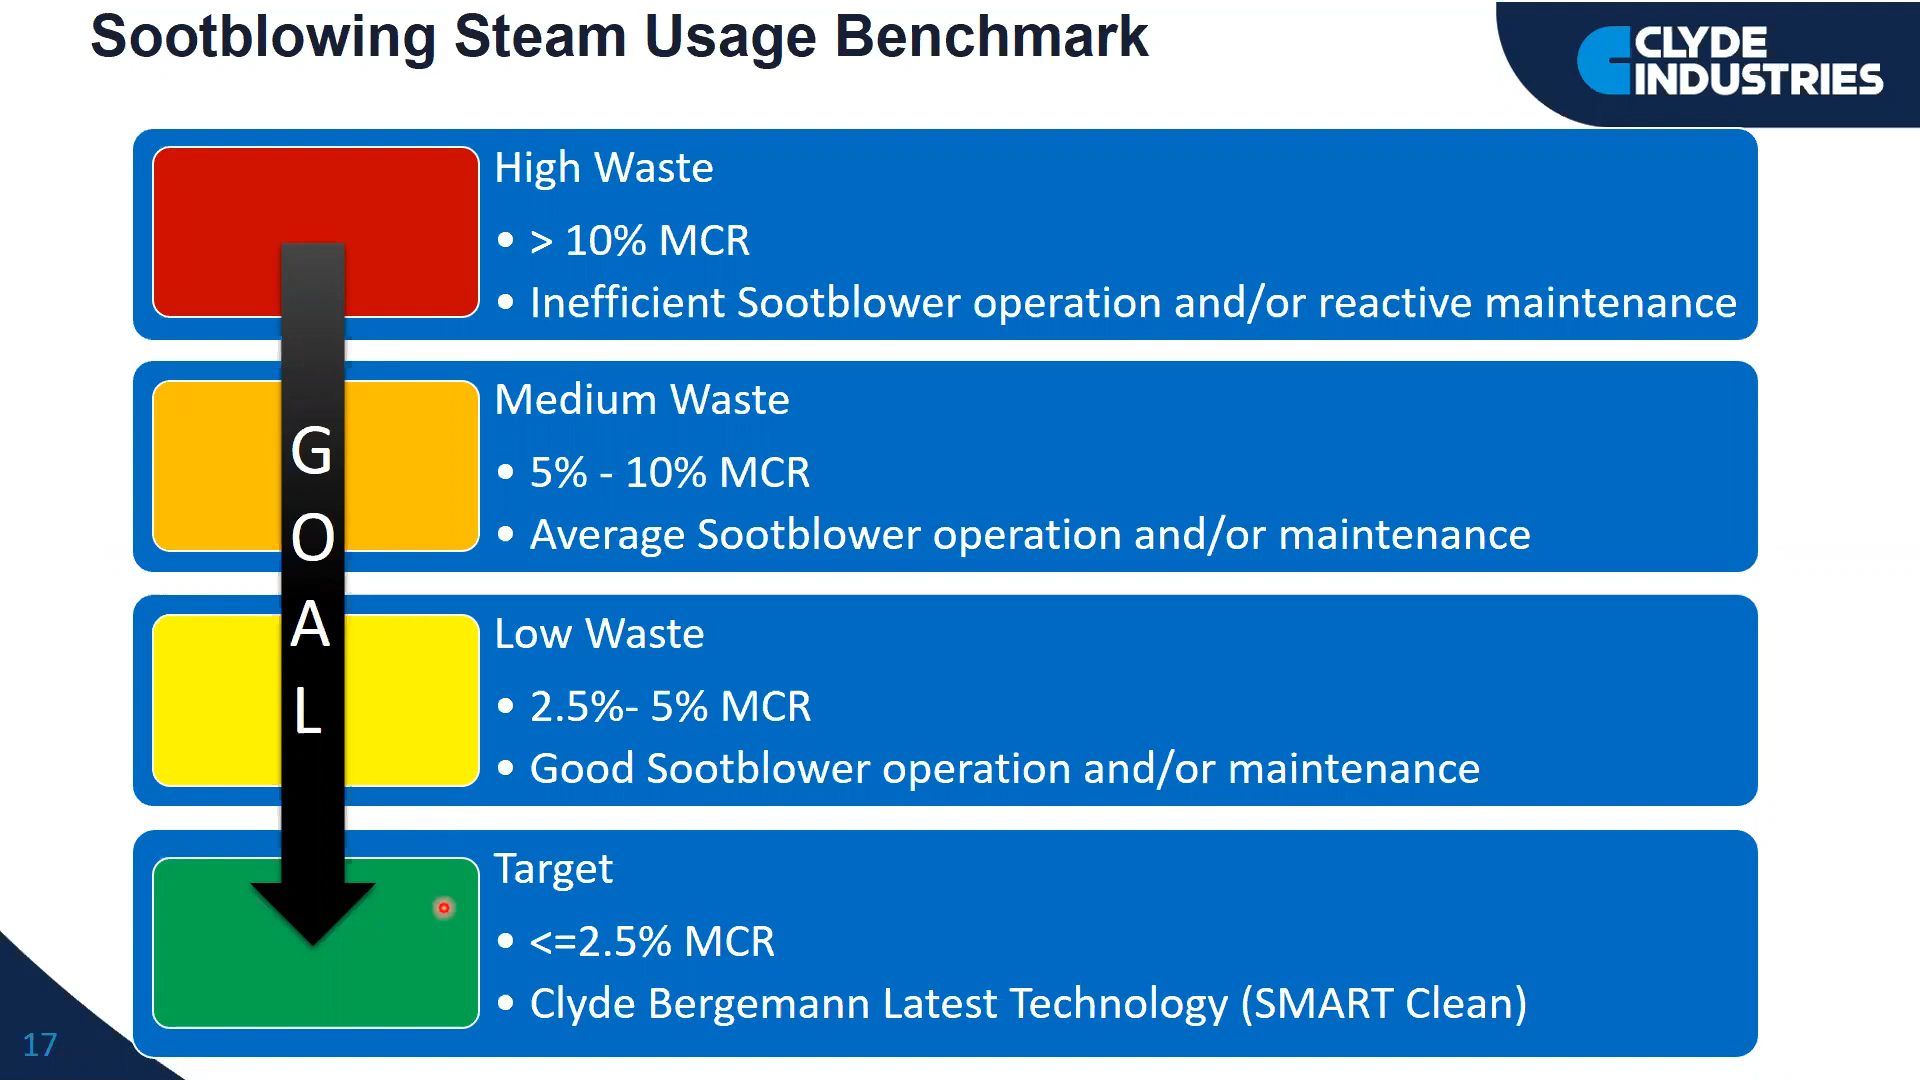 Sootblowing Steam Usage Benchmark
CLYDE
INDUSTRIES
High Waste
• > 10% MCR
• Inefficient Sootblower operation and/or reactive maintenance
Medium Waste
• 5% - 10% MCR
• Average Sootblower operation and/or maintenance
Low Waste
• 2.5%- 5% MCR
• Good Sootblower operation and/or maintenance
Target
• <=2.5% MCR
• Clyde Bergemann Latest Technology (SMART Clean)
G
O
A
L
17